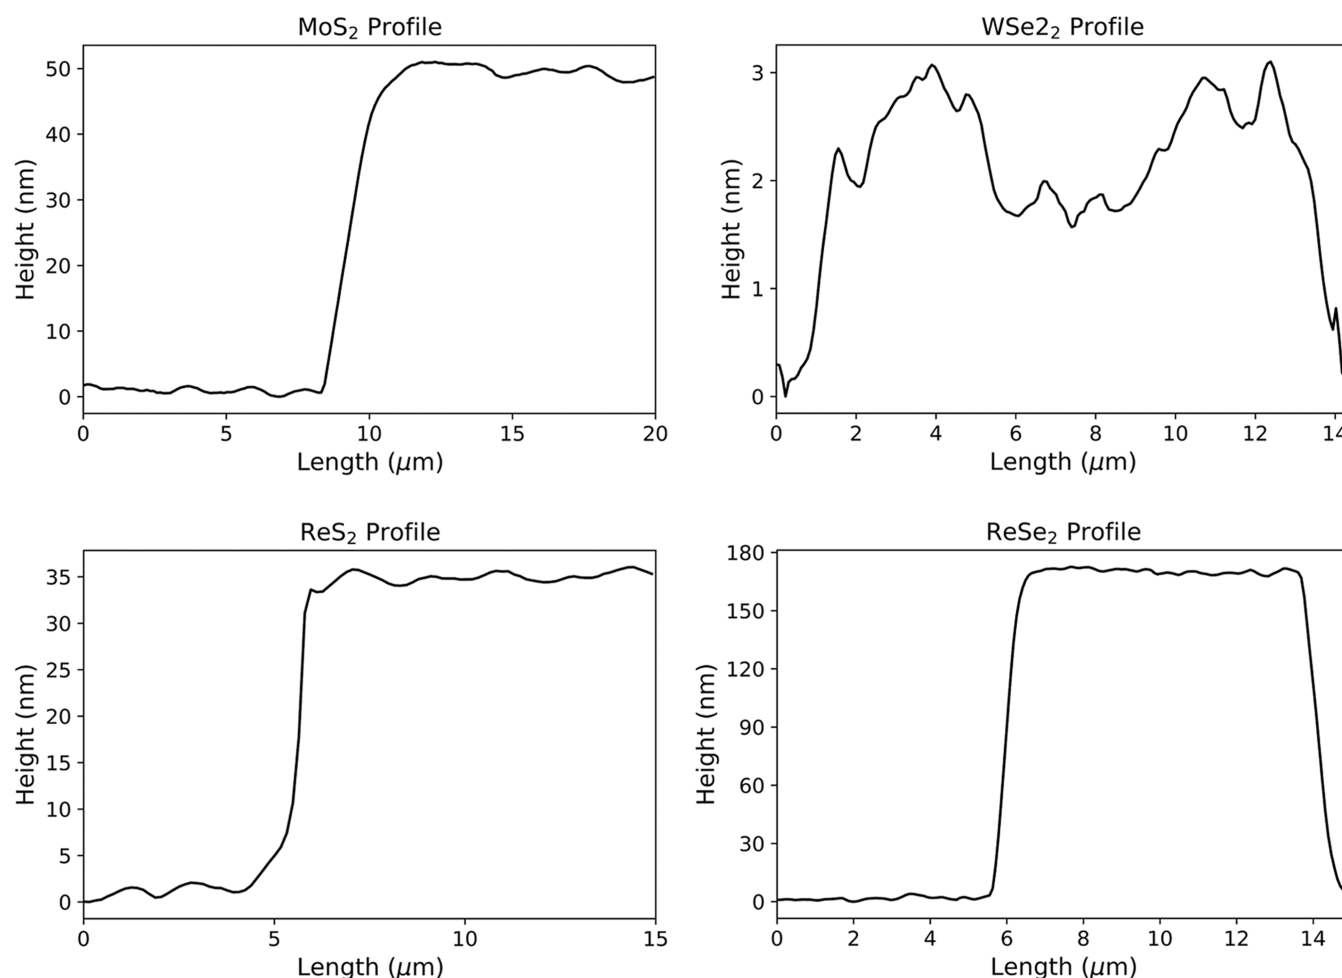 MoS₂ Profile
50
40
30
20
10
0
Height (nm)
0 5 10 15 20
Length (μm)
WSe2₂ Profile
3
2
1
0
Height (nm)
0 2 4 6 8 10 12 14
Length (μm)
ReS₂ Profile
35
30
25
20
15
10
5
0
Height (nm)
0 5 10 15
Length (μm)
ReSe₂ Profile
180
150
120
90
60
30
0
Height (nm)
0 2 4 6 8 10 12 14
Length (μm)